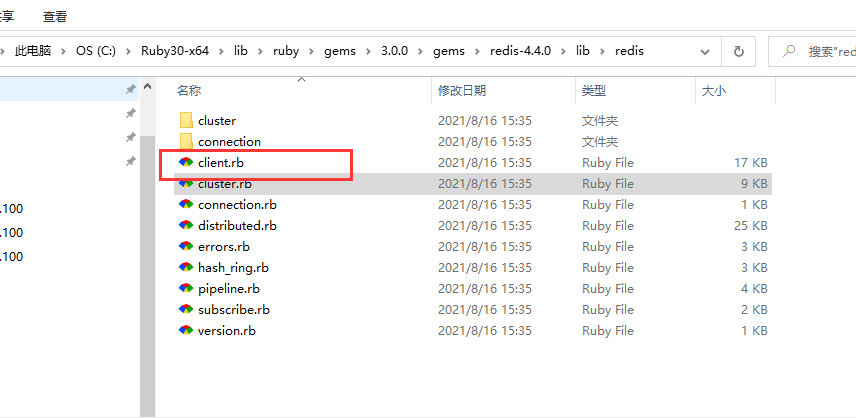 享 查看
此电脑 > OS (C:) > Ruby30-x64 > lib > ruby > gems > 3.0.0 > gems > redis-4.4.0 > lib > redis
搜索"red
名称 修改日期 类型 大小
cluster 2021/8/16 15:35 文件夹
connection 2021/8/16 15:35 文件夹
client.rb 2021/8/16 15:35 Ruby File 17 KB
cluster.rb 2021/8/16 15:35 Ruby File 9 KB
connection.rb 2021/8/16 15:35 Ruby File 1 KB
.100 distributed.rb 2021/8/16 15:35 Ruby File 25 KB
.100 errors.rb 2021/8/16 15:35 Ruby File 3 KB
.100 hash_ring.rb 2021/8/16 15:35 Ruby File 3 KB
pipeline.rb 2021/8/16 15:35 Ruby File 4 KB
subscribe.rb 2021/8/16 15:35 Ruby File 2 KB
version.rb 2021/8/16 15:35 Ruby File 1 KB